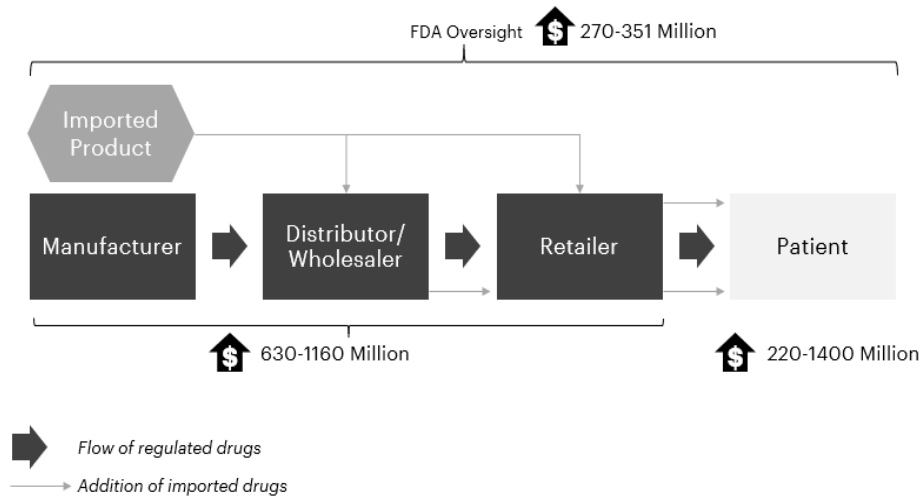 FDA Oversight $ 270-351 Million
Imported
Product
Manufacturer
Distributor/
Wholesaler
Retailer
Patient
$ 630-1160 Million
$ 220-1400 Million
Flow of regulated drugs
Addition of imported drugs